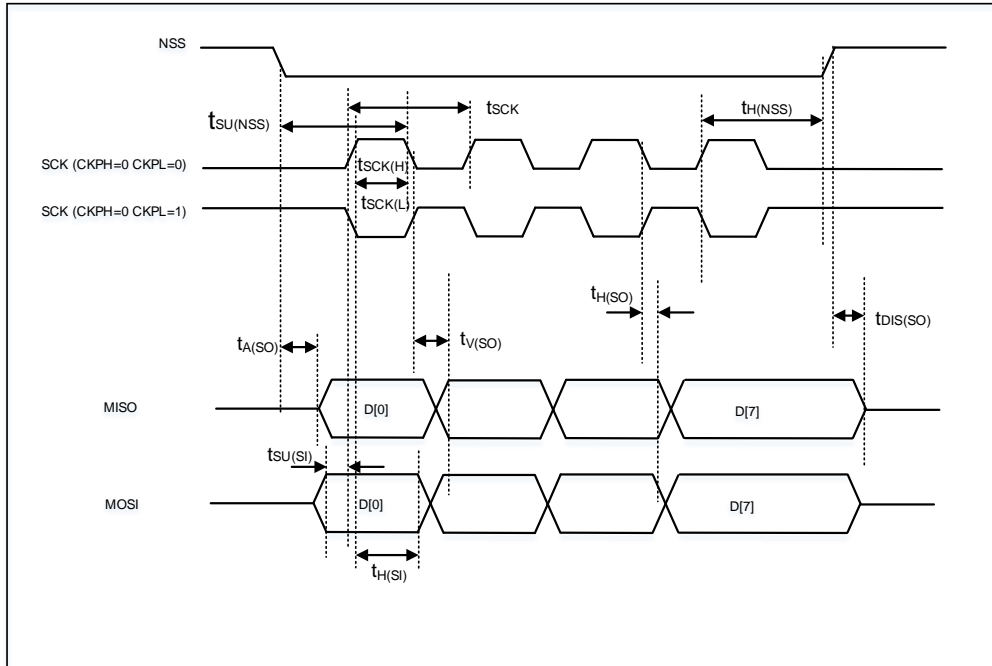 NSS
tSCK
tH(NSS)
tSU(NSS)
SCK (CKPH=0 CKPL=0)
tSCK(H)
tSCK(L)
SCK (CKPH=0 CKPL=1)
tH(SO)
tDIS(SO)
tV(SO)
tA(SO)
MISO
D[0]
D[7]
tSU(SI)
MOSI
D[0]
D[7]
tH(SI)